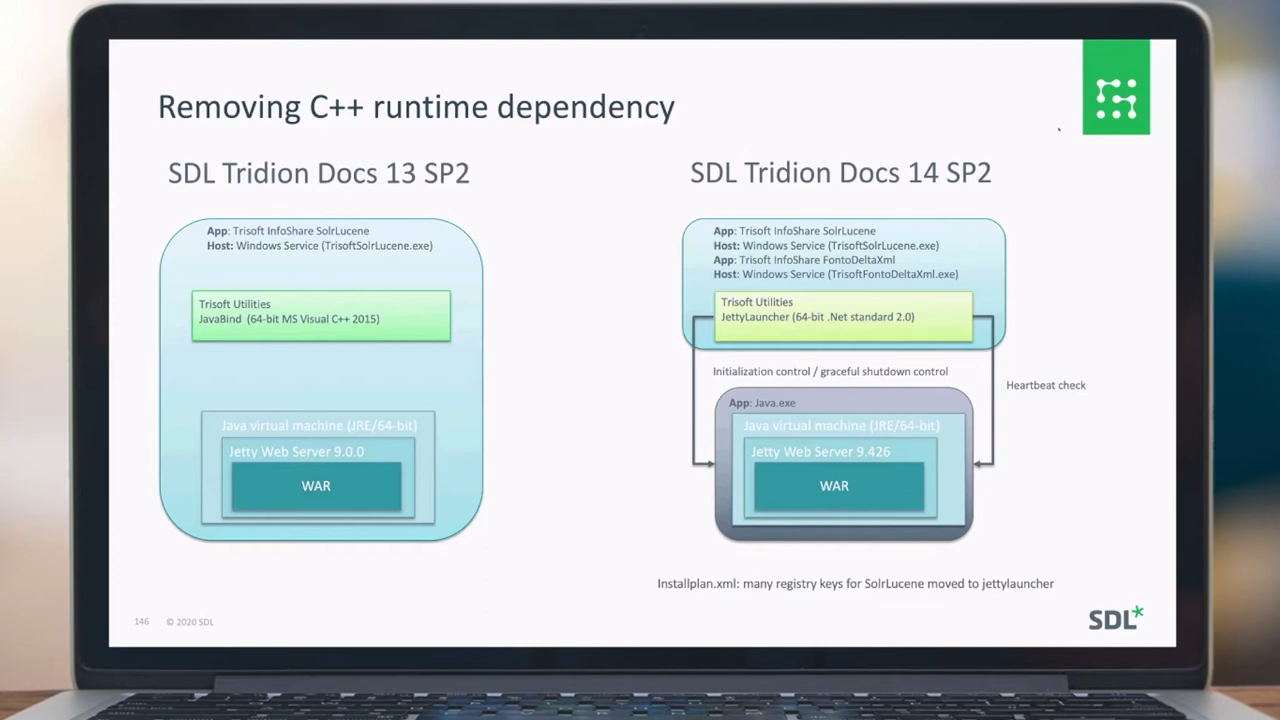 Removing C++ runtime dependency
SDL Tridion Docs 13 SP2
App: Trisoft InfoShare SolrLucene
Host: Windows Service (TrisoftSolrLucene.exe)
Trisoft Utilities
JavaBind (64-bit MS Visual C++ 2015)
Java virtual machine (JRE/64-bit)
Jetty Web Server 9.0.0
WAR
SDL Tridion Docs 14 SP2
App: Trisoft InfoShare SolrLucene
Host: Windows Service (TrisoftSolrLucene.exe)
App: Trisoft InfoShare FontoDeltaXml
Host: Windows Service (TrisoftFontoDeltaXml.exe)
Trisoft Utilities
JettyLauncher (64-bit .Net standard 2.0)
Initialization control / graceful shutdown control
Heartbeat check
App: Java.exe
Java virtual machine (JRE/64-bit)
Jetty Web Server 9.426
WAR
Installplan.xml: many registry keys for SolrLucene moved to jettylauncher
146 © 2020 SDL
SDL*